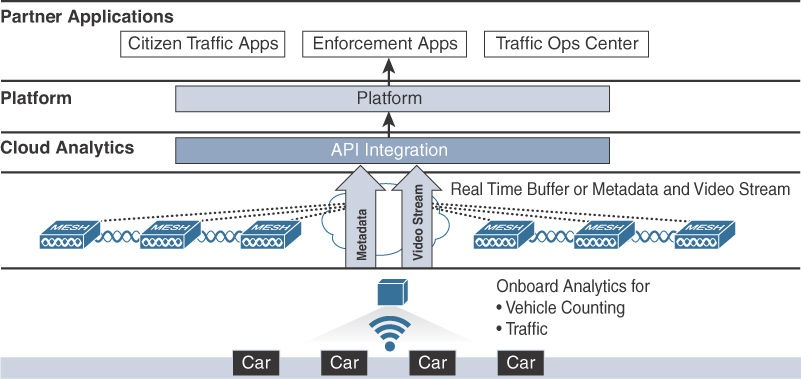 Partner Applications
Citizen Traffic Apps
Enforcement Apps
Traffic Ops Center
Platform
Platform
Cloud Analytics
API Integration
Real Time Buffer or Metadata and Video Stream
Metadata
Video Stream
MESH
MESH
MESH
MESH
MESH
MESH
Onboard Analytics for
• Vehicle Counting
• Traffic
Car
Car
Car
Car